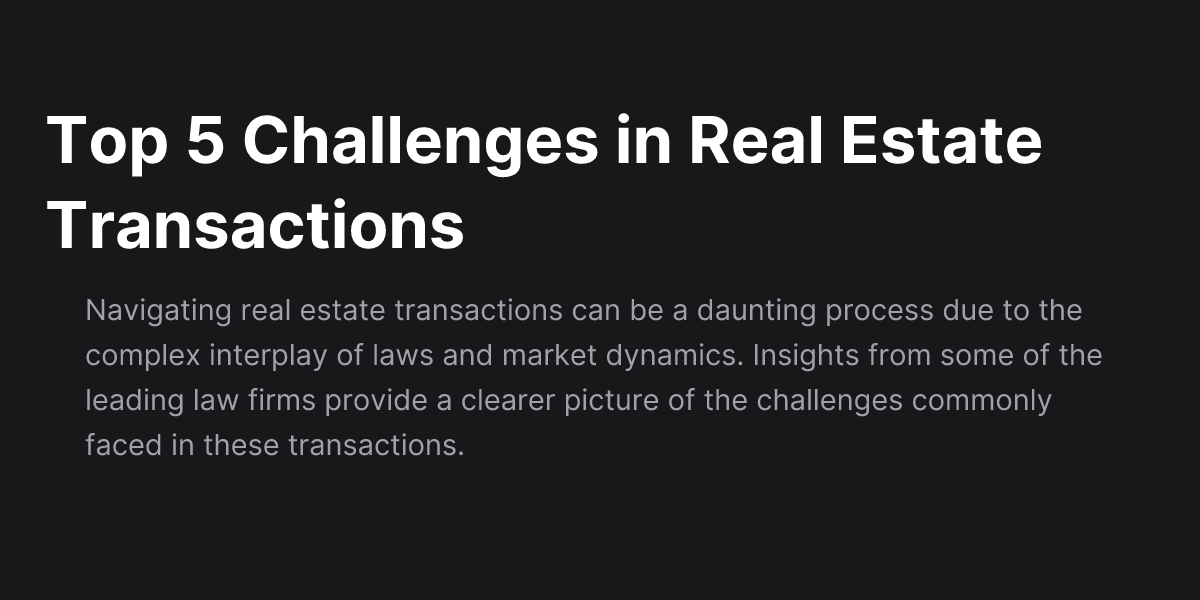 Top 5 Challenges in Real Estate
Transactions
Navigating real estate transactions can be a daunting process due to the
complex interplay of laws and market dynamics. Insights from some of the
leading law firms provide a clearer picture of the challenges commonly
faced in these transactions.